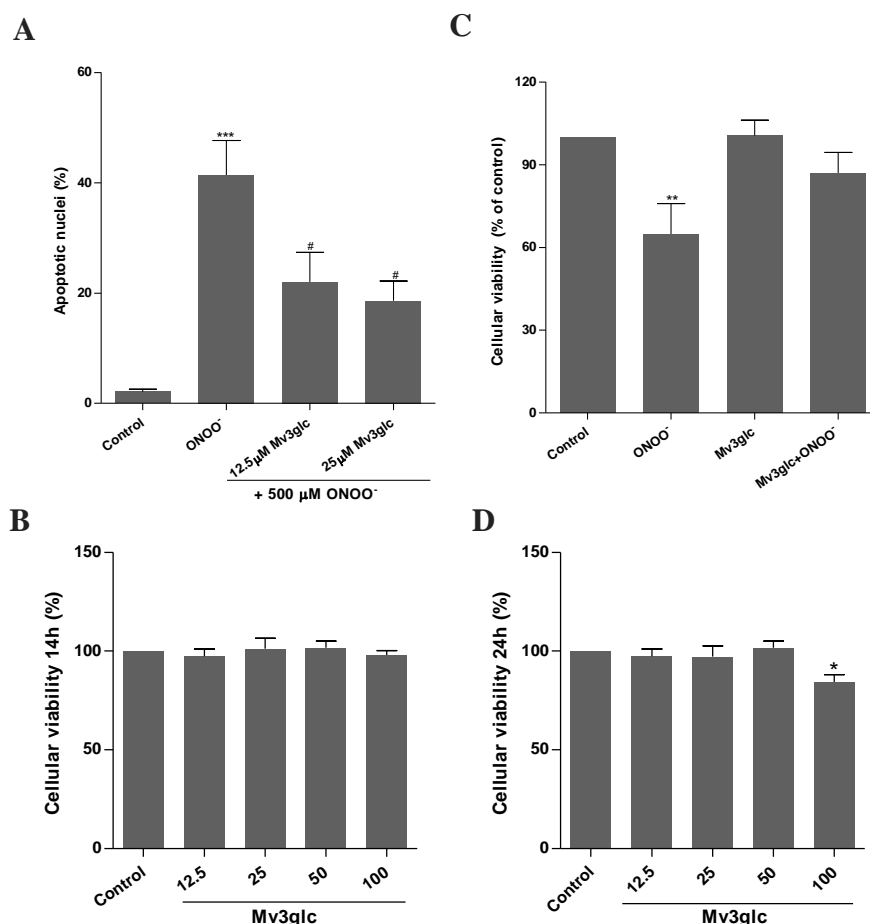 A
Apoptotic nuclei (%)
60
40
20
0
***
#
#
Control
ONOO⁻
12.5µM Mv3glc
25µM Mv3glc
+ 500 µM ONOO⁻
C
Cellular viability (% of control)
120
90
60
30
0
**
Control
ONOO⁻
Mv3glc
Mv3glc+ONOO⁻
B
Cellular viability 14h (%)
150
100
50
0
Control
12.5
25
50
100
Mv3glc
D
Cellular viability 24h (%)
150
100
50
0
*
Control
12.5
25
50
100
Mv3glc